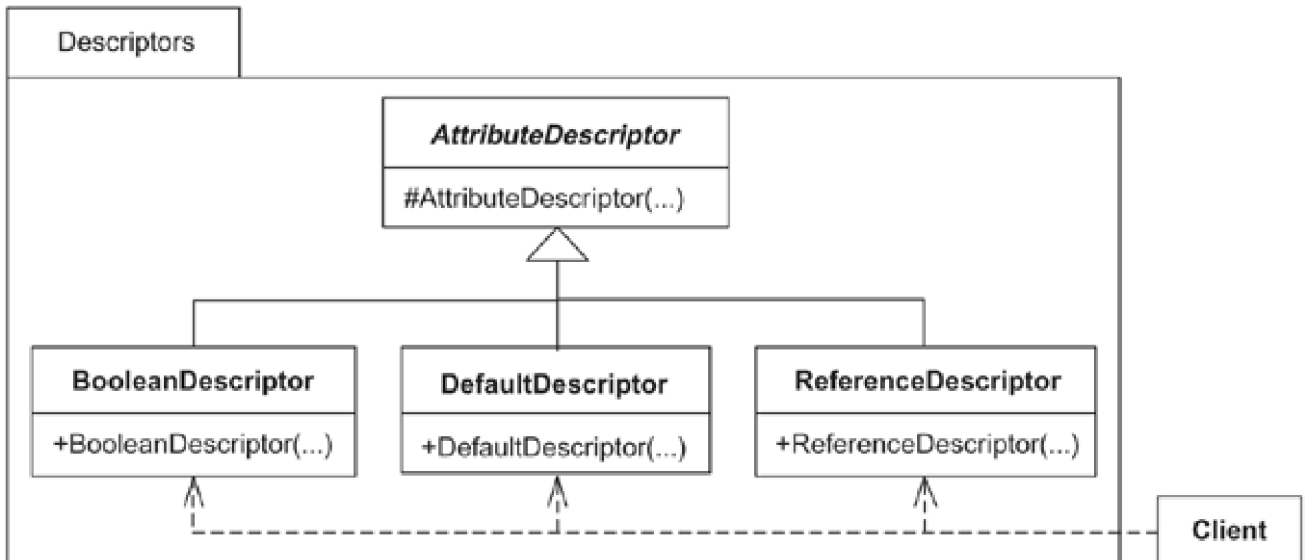 Descriptors
AttributeDescriptor
#AttributeDescriptor(...)
BooleanDescriptor
+BooleanDescriptor(...)
DefaultDescriptor
+DefaultDescriptor(...)
ReferenceDescriptor
+ReferenceDescriptor(...)
Client